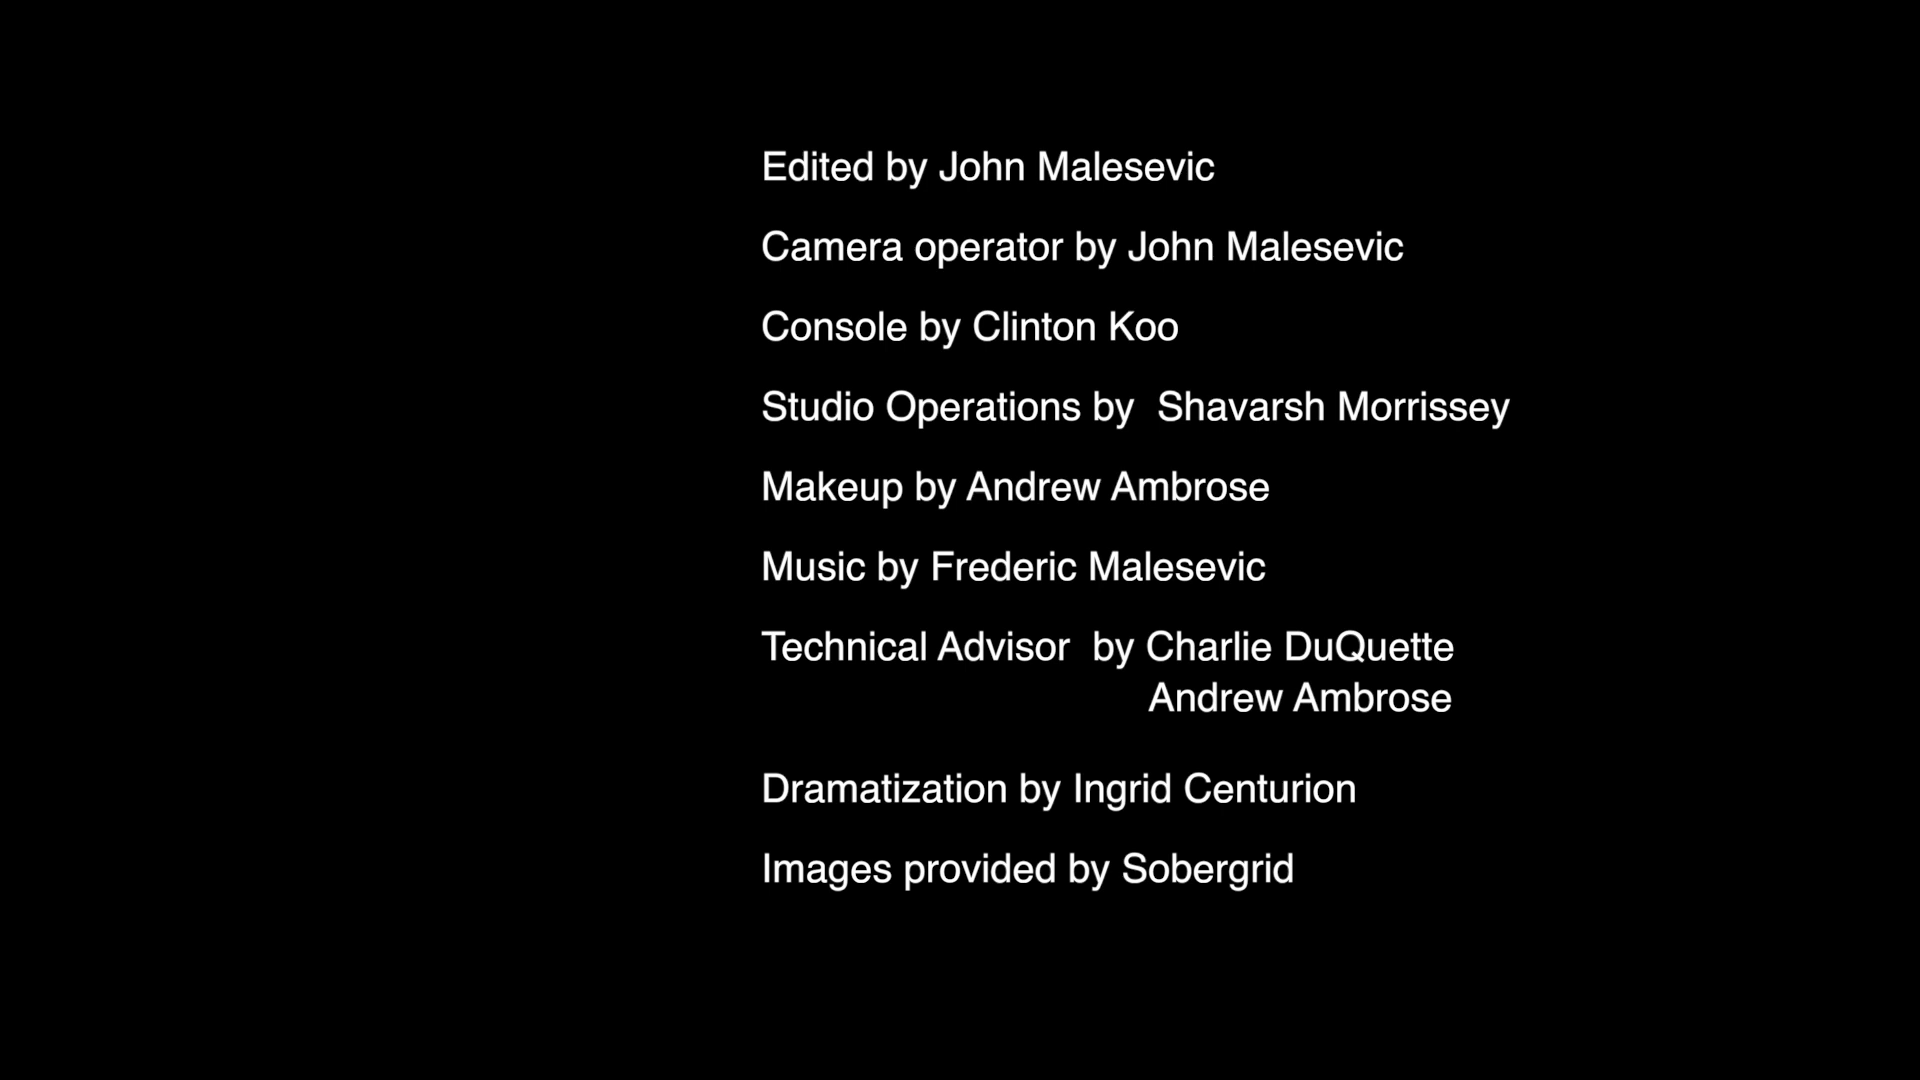 Edited by John Malesevic
Camera operator by John Malesevic
Console by Clinton Koo
Studio Operations by  Shavarsh Morrissey
Makeup by Andrew Ambrose
Music by Frederic Malesevic
Technical Advisor  by Charlie DuQuette
Andrew Ambrose
Dramatization by Ingrid Centurion
Images provided by Sobergrid